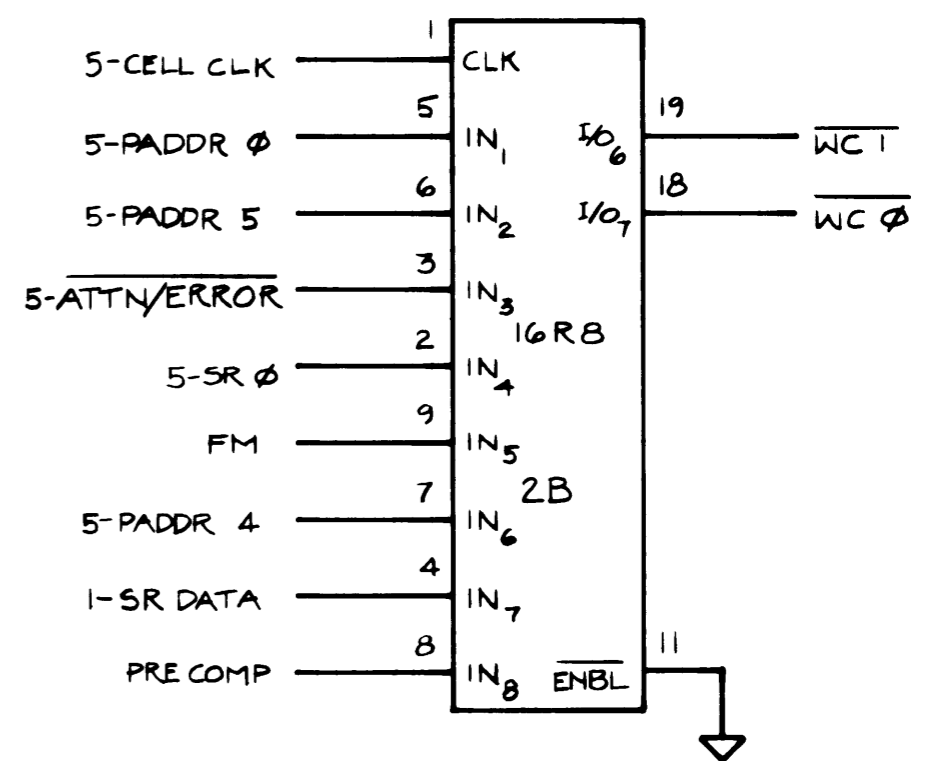 1
5-CELL CLK CLK
5 19
5-PADDR Ø IN1 I/O6 WC 1
6 18
5-PADDR 5 IN2 I/O7 WC Ø
3
5-ATTN/ERROR IN3
16R8
2
5-SR Ø IN4
9
FM IN5
7 2B
5-PADDR 4 IN6
4
1-SR DATA IN7
8 11
PRE COMP IN8 ENBL